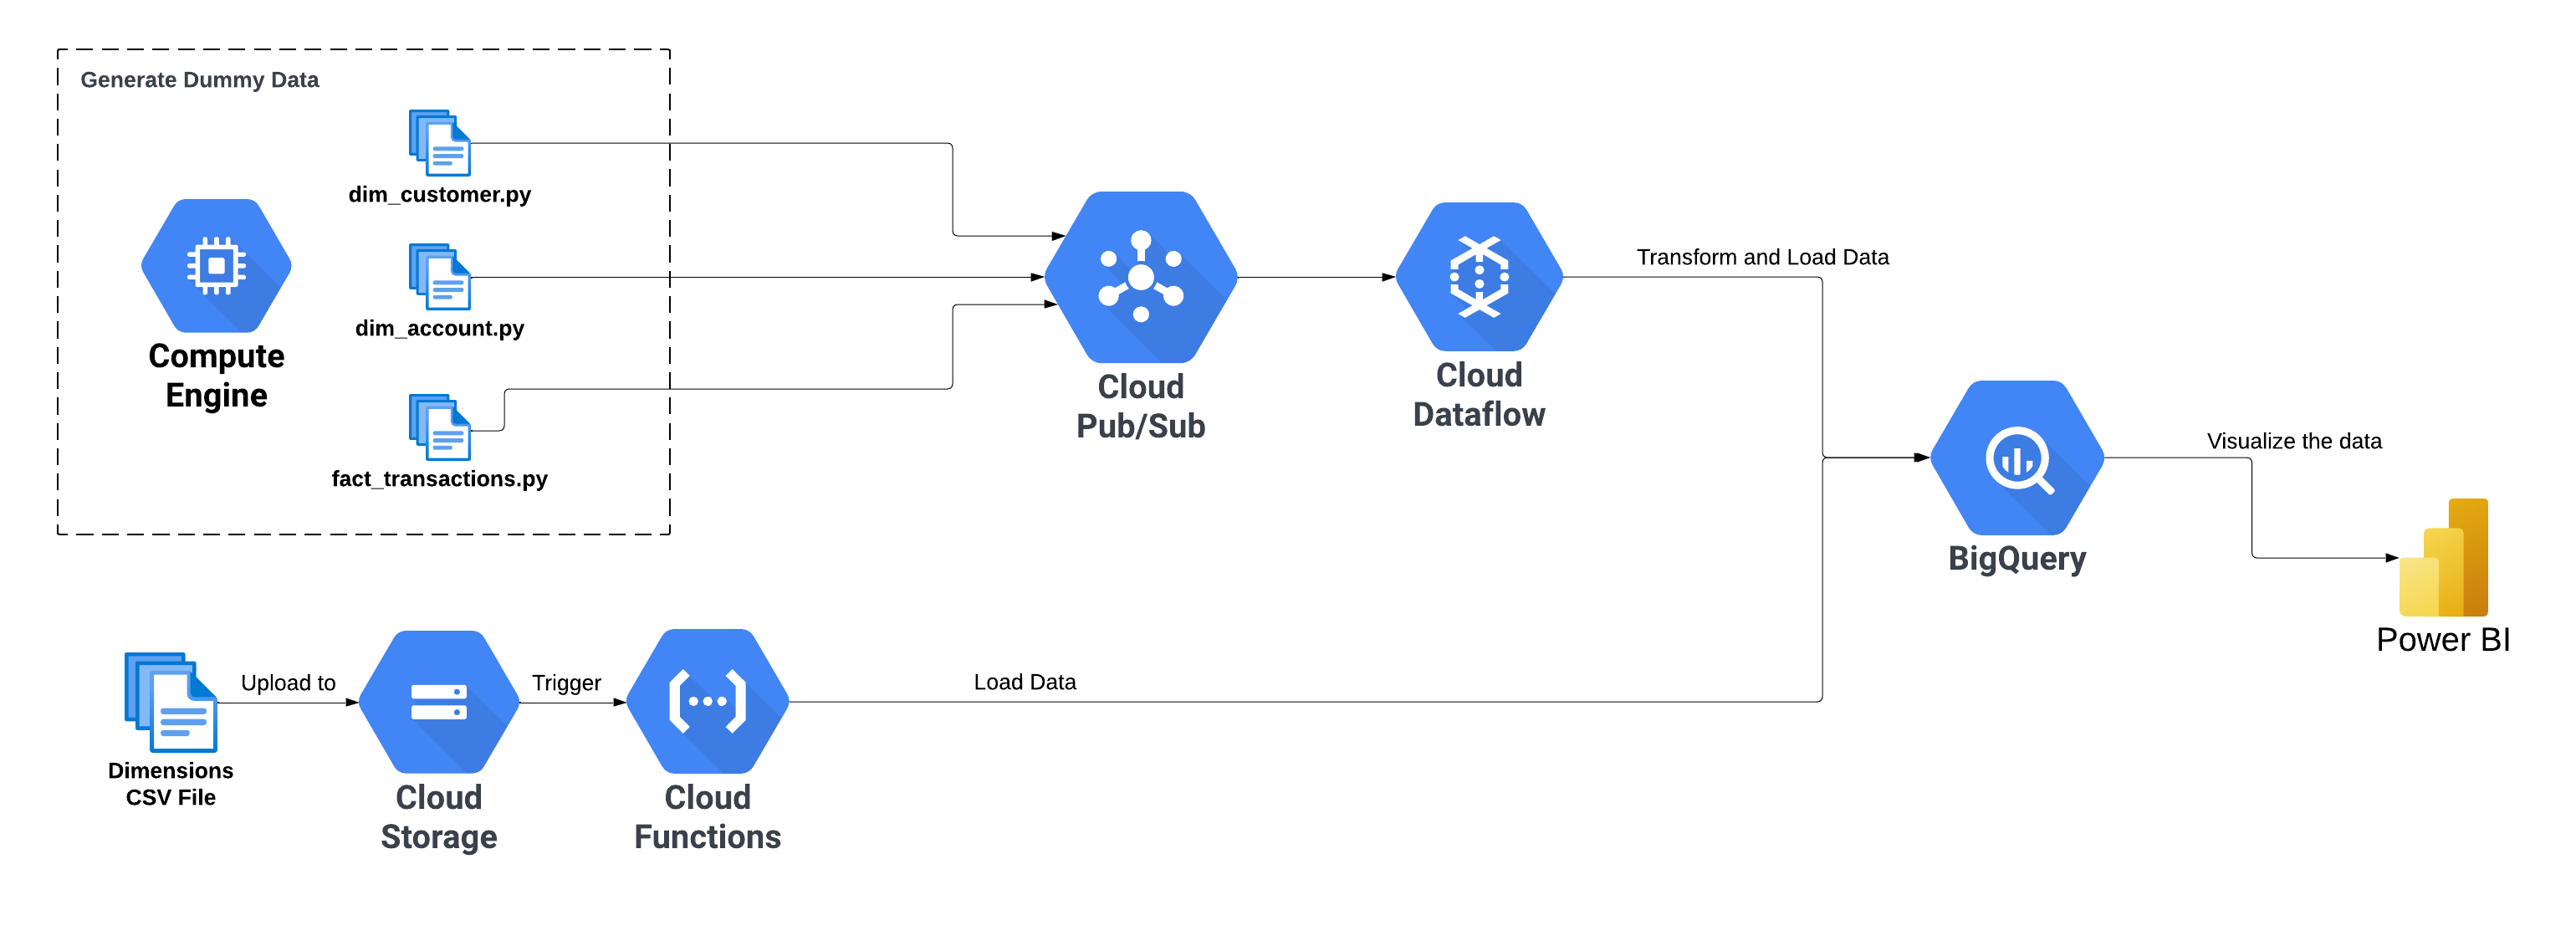 Generate Dummy Data
dim_customer.py
Compute
Engine
dim_account.py
fact_transactions.py
Cloud
Pub/Sub
Cloud
Dataflow
Transform and Load Data
BigQuery
Visualize the data
Power BI
Dimensions
CSV File
Upload to
Cloud
Storage
Trigger
Cloud
Functions
Load Data